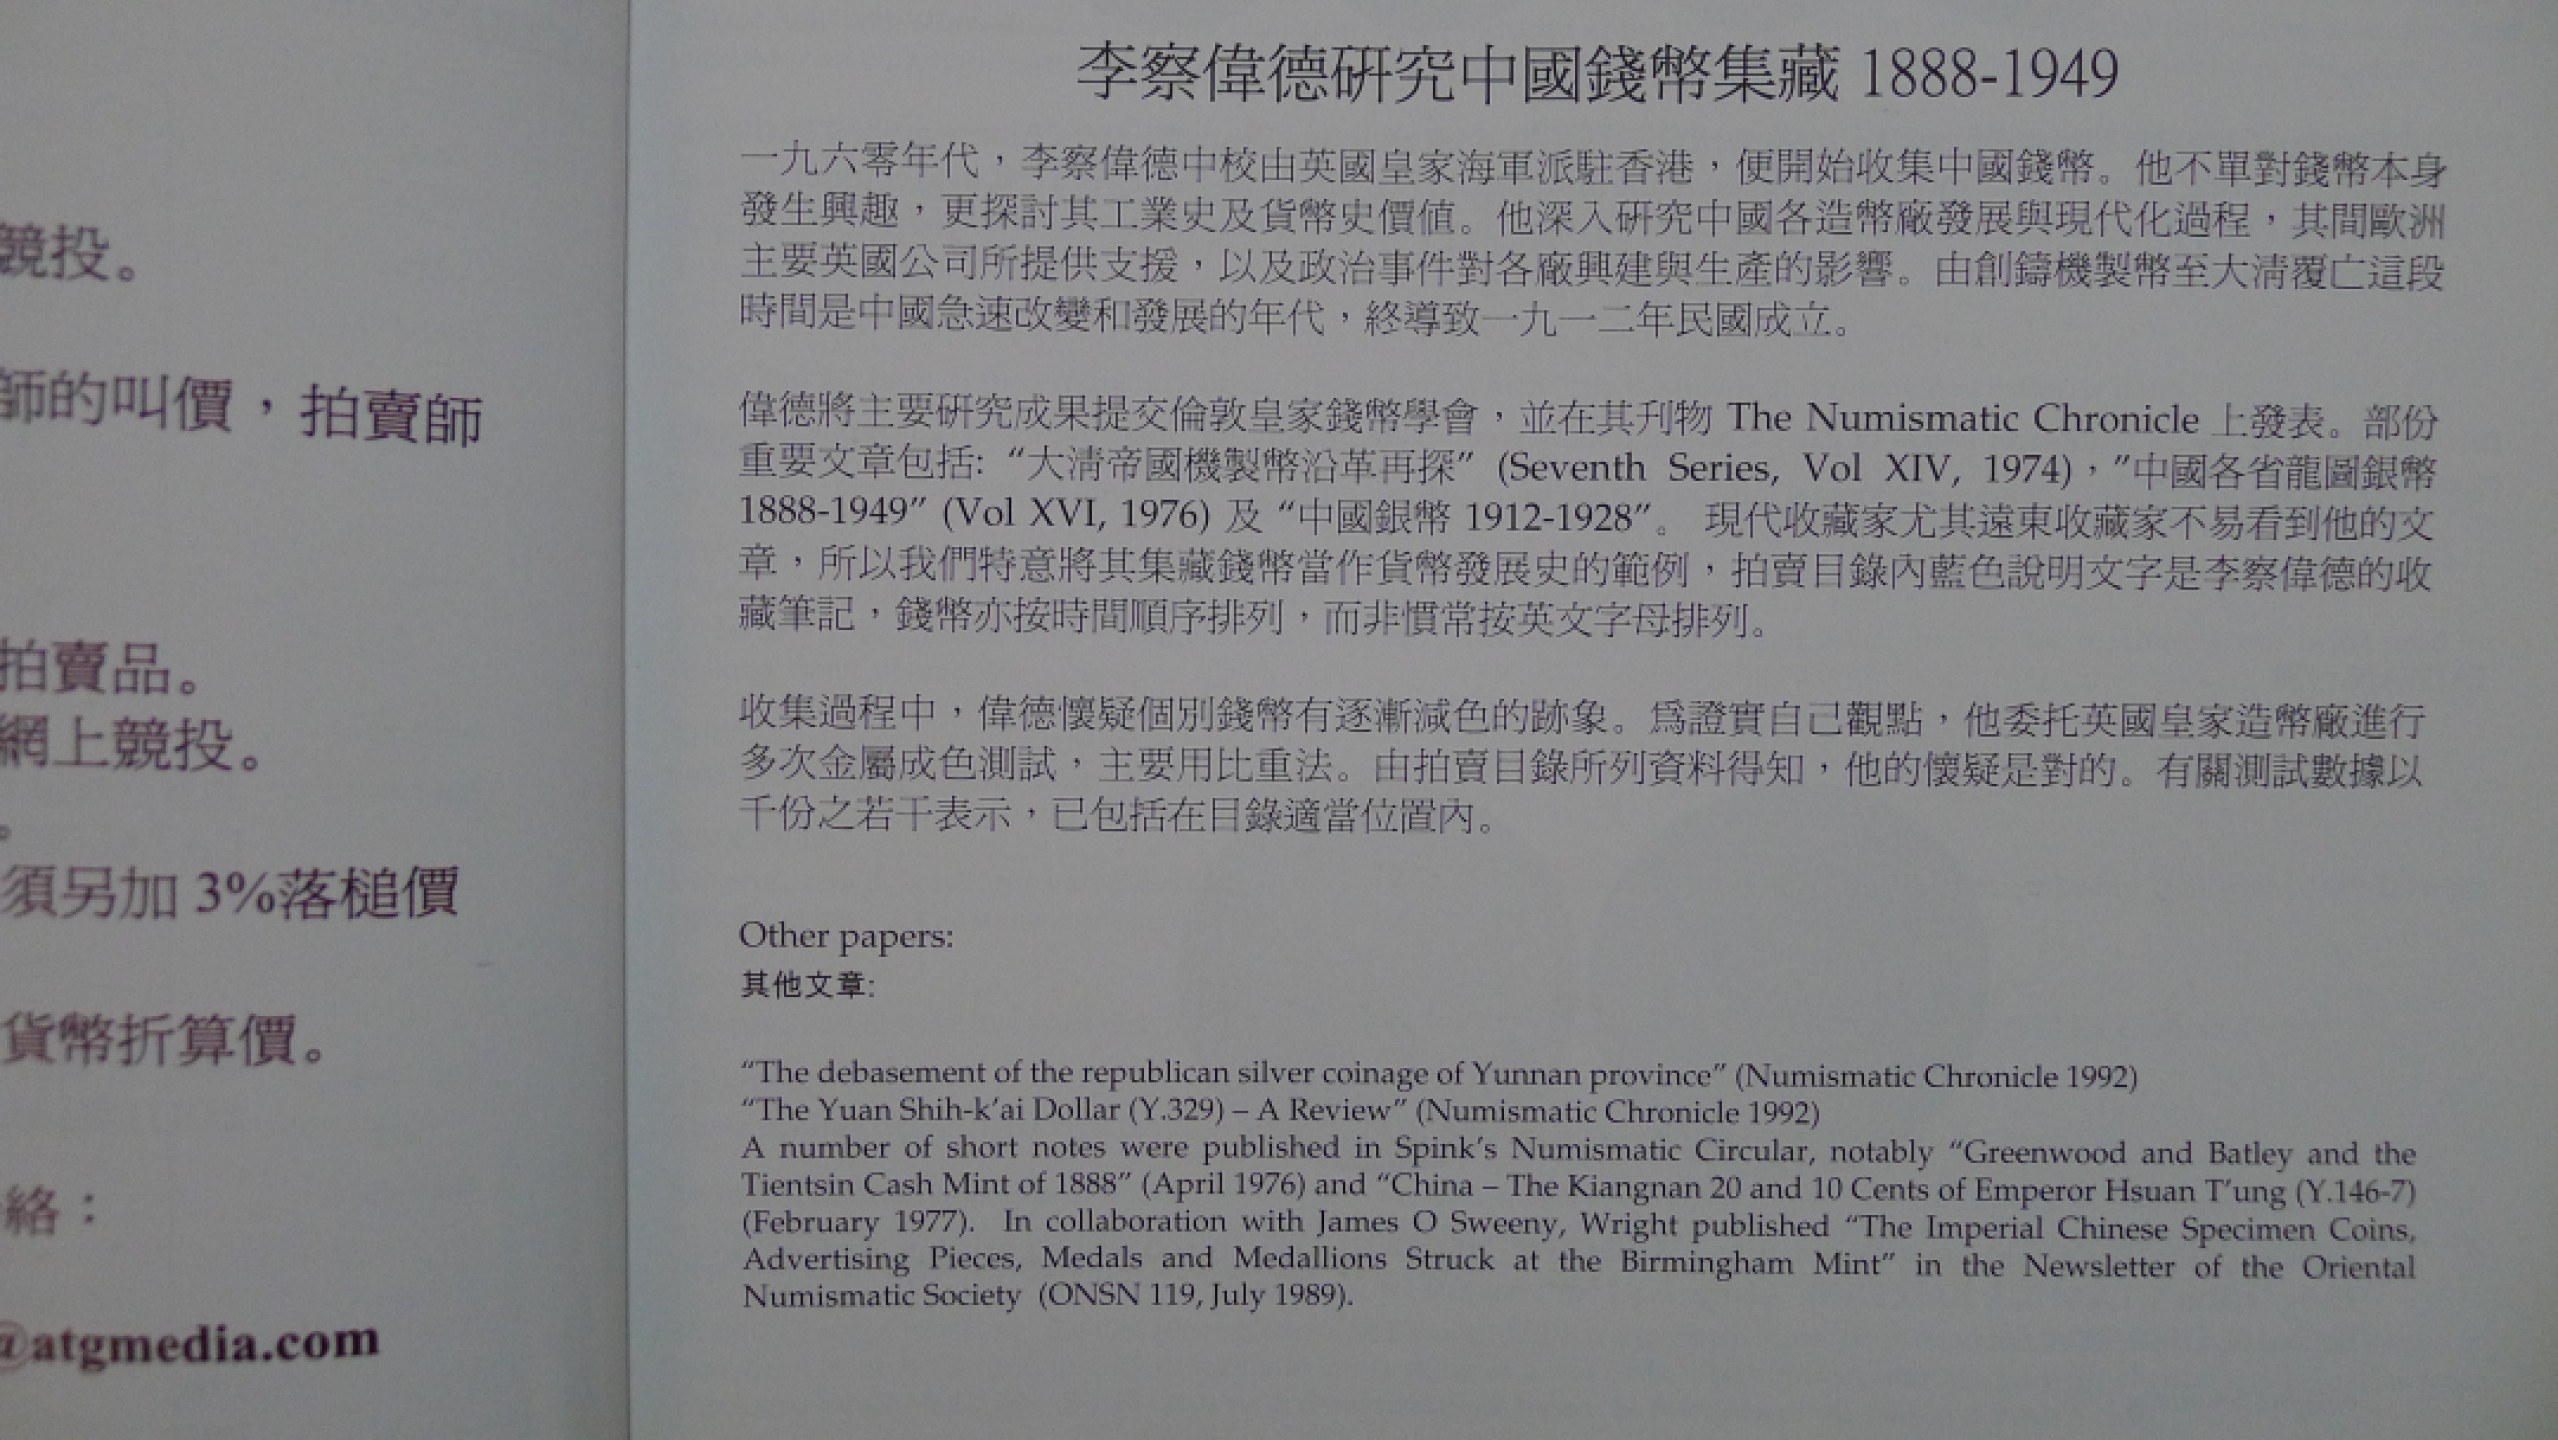 競投。
師的叫價，拍賣師
拍賣品。
網上競投。
。
須另加 3%落槌價
貨幣折算價。
絡：
@atgmedia.com
李察偉德研究中國錢幣集藏 1888-1949
一九六零年代，李察偉德中校由英國皇家海軍派駐香港，便開始收集中國錢幣。他不單對錢幣本身
發生興趣，更探討其工業史及貨幣史價值。他深入研究中國各造幣廠發展與現代化過程，其間歐洲
主要英國公司所提供支援，以及政治事件對各廠興建與生產的影響。由創鑄機製幣至大清覆亡這段
時間是中國急速改變和發展的年代，終導致一九一二年民國成立。
偉德將主要研究成果提交倫敦皇家錢幣學會，並在其刋物 The Numismatic Chronicle 上發表。部份
重要文章包括: “大清帝國機製幣沿革再探” (Seventh Series, Vol XIV, 1974)，”中國各省龍圖銀幣
1888-1949” (Vol XVI, 1976) 及 “中國銀幣 1912-1928”。 現代收藏家尤其遠東收藏家不易看到他的文
章，所以我們特意將其集藏錢幣當作貨幣發展史的範例，拍賣目錄內藍色說明文字是李察偉德的收
藏筆記，錢幣亦按時間順序排列，而非慣常按英文字母排列。
收集過程中，偉德懷疑個別錢幣有逐漸減色的跡象。爲證實自己觀點，他委托英國皇家造幣廠進行
多次金屬成色測試，主要用比重法。由拍賣目錄所列資料得知，他的懷疑是對的。有關測試數據以
千份之若干表示，已包括在目錄適當位置內。
Other papers:
其他文章:
“The debasement of the republican silver coinage of Yunnan province” (Numismatic Chronicle 1992)
“The Yuan Shih-k’ai Dollar (Y.329) – A Review” (Numismatic Chronicle 1992)
A number of short notes were published in Spink’s Numismatic Circular, notably “Greenwood and Batley and the
Tientsin Cash Mint of 1888” (April 1976) and “China – The Kiangnan 20 and 10 Cents of Emperor Hsuan T’ung (Y.146-7)
(February 1977). In collaboration with James O Sweeny, Wright published “The Imperial Chinese Specimen Coins,
Advertising Pieces, Medals and Medallions Struck at the Birmingham Mint” in the Newsletter of the Oriental
Numismatic Society (ONSN 119, July 1989).